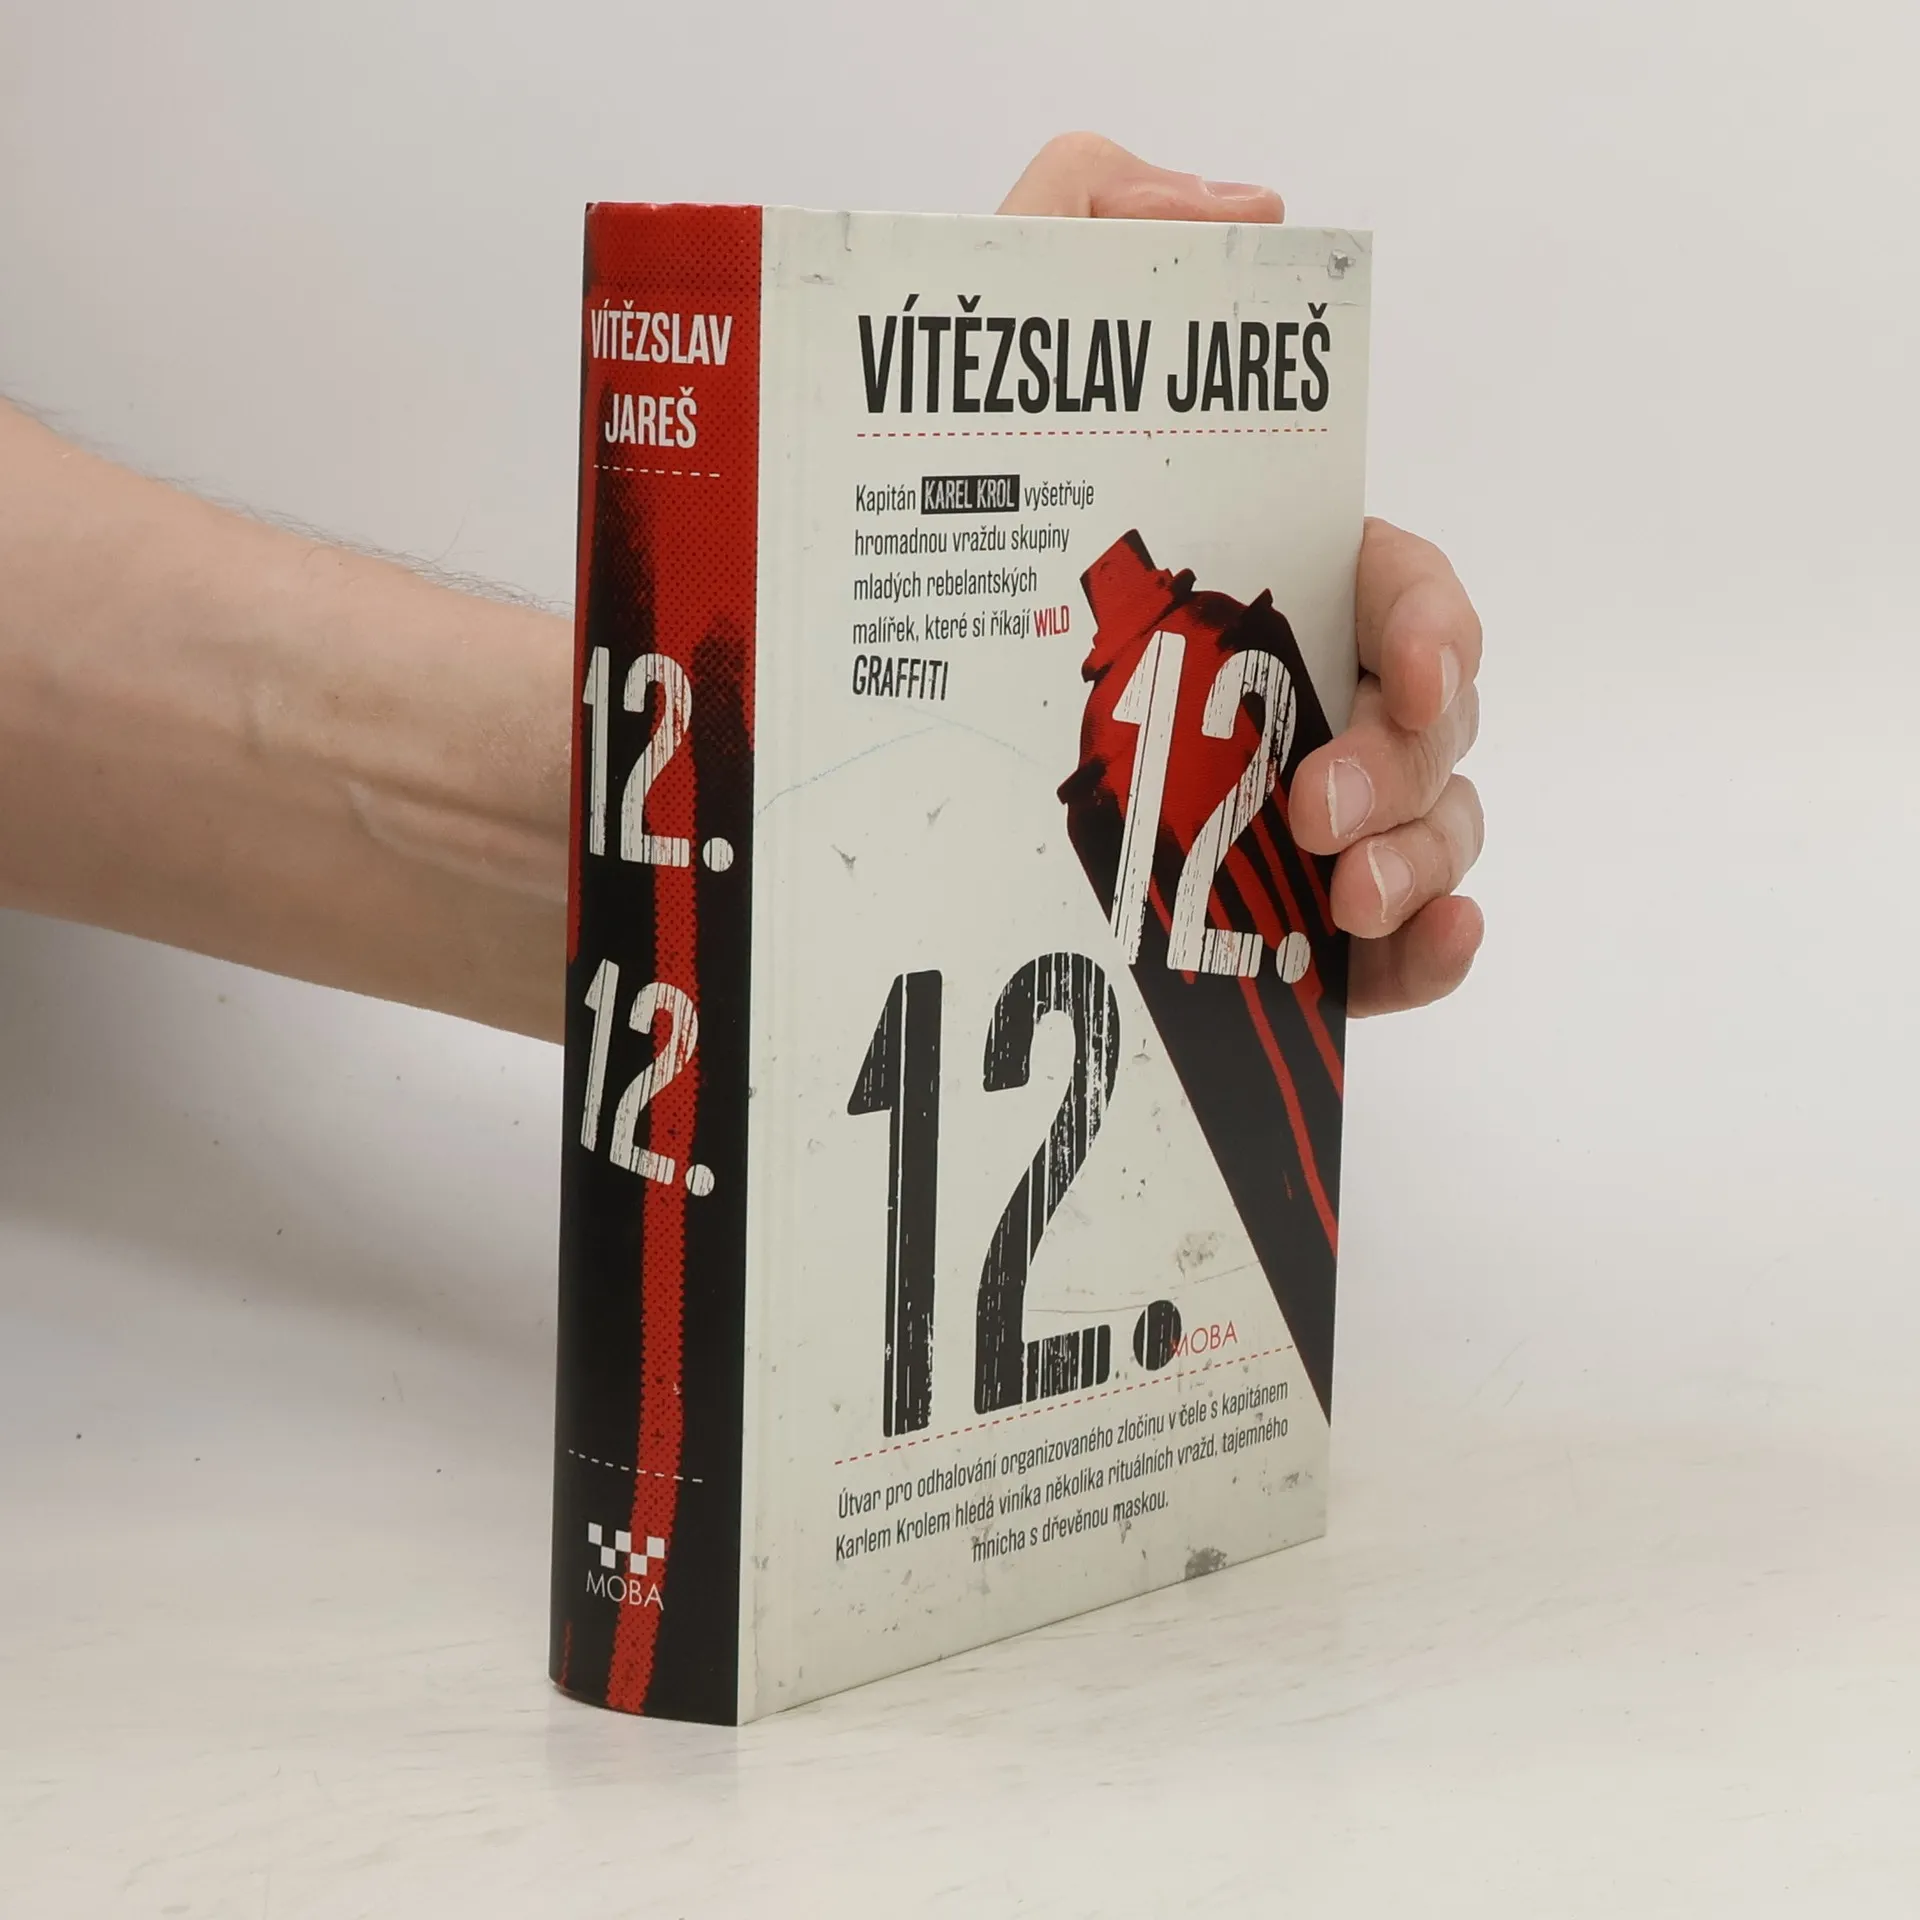 VÍTĚZSLAV
JAREŠ
12.
12.
MOBA
VÍTĚZSLAV JAREŠ
Kapitán KAREL KROL vyšetřuje
hromadnou vraždu skupiny
mladých rebelantských
malířek, které si říkají WILD
GRAFFITI
12.
12.
MOBA
Útvar pro odhalování organizovaného zločinu v čele s kapitánem
Karlem Krolem hledá viníka několika rituálních vražd, tajemného
mnicha s dřevěnou maskou.